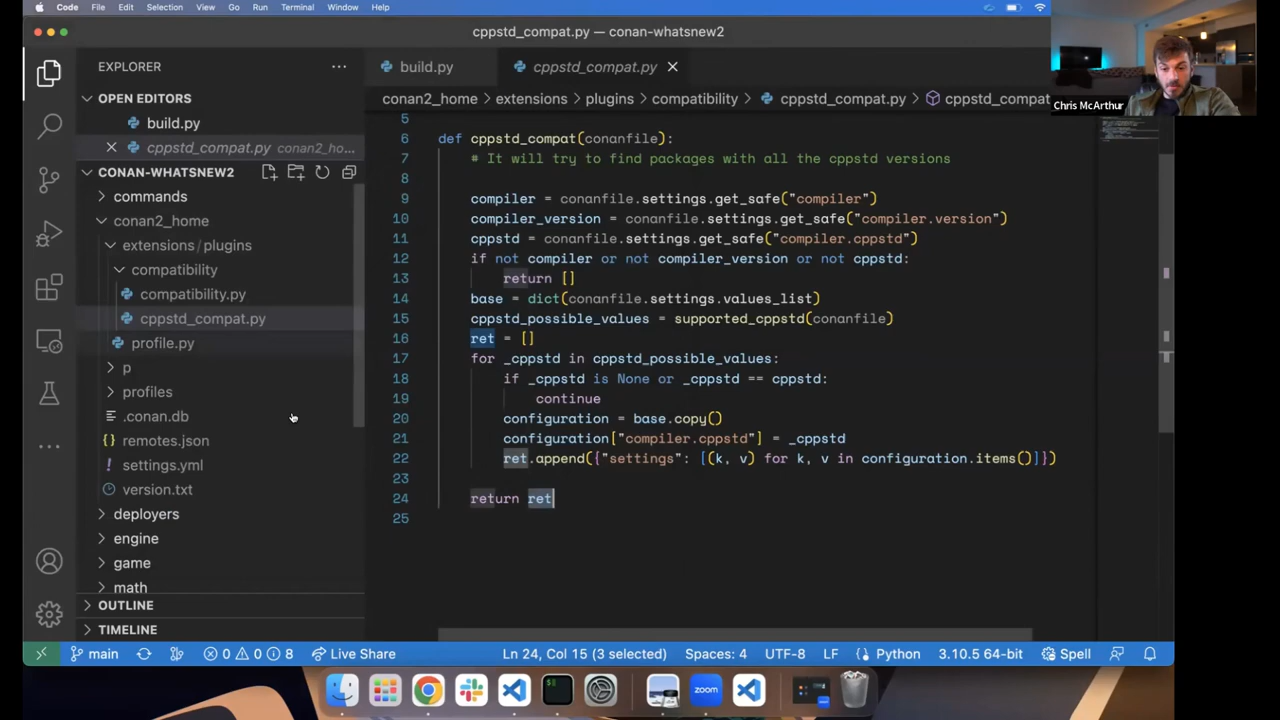 Code File Edit Selection View Go Run Terminal Window Help
cppstd_compat.py — conan-whatsnew2
Chris McArthur
EXPLORER
OPEN EDITORS
build.py
cppstd_compat.py conan2_ho...
CONAN-WHATSNEW2
commands
conan2_home
extensions / plugins
compatibility
compatibility.py
cppstd_compat.py
profile.py
p
profiles
.conan.db
remotes.json
settings.yml
version.txt
deployers
engine
game
math
OUTLINE
TIMELINE
build.py cppstd_compat.py
conan2_home > extensions > plugins > compatibility > cppstd_compat.py > cppstd_compat
5
6 def cppstd_compat(conanfile):
7 # It will try to find packages with all the cppstd versions
8
9 compiler = conanfile.settings.get_safe("compiler")
10 compiler_version = conanfile.settings.get_safe("compiler.version")
11 cppstd = conanfile.settings.get_safe("compiler.cppstd")
12 if not compiler or not compiler_version or not cppstd:
13 return []
14 base = dict(conanfile.settings.values_list)
15 cppstd_possible_values = supported_cppstd(conanfile)
16 ret = []
17 for _cppstd in cppstd_possible_values:
18 if _cppstd is None or _cppstd == cppstd:
19 continue
20 configuration = base.copy()
21 configuration["compiler.cppstd"] = _cppstd
22 ret.append({"settings": [(k, v) for k, v in configuration.items()]})
23
24 return ret
25
main 0 0 8 Live Share Ln 24, Col 15 (3 selected) Spaces: 4 UTF-8 LF Python 3.10.5 64-bit Spell
zoom